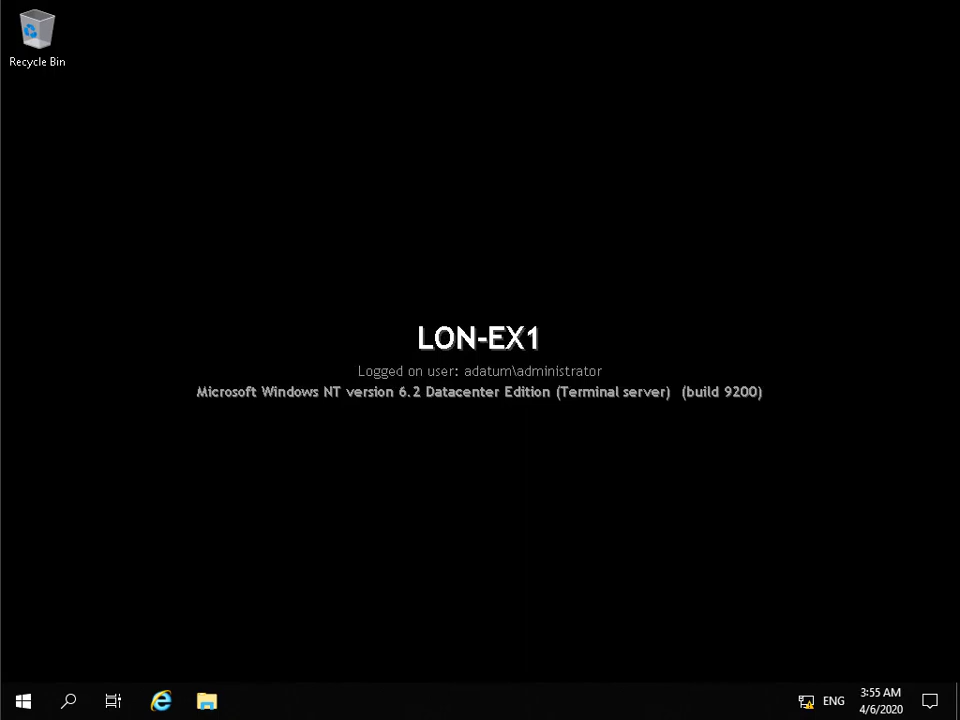 Recycle Bin
LON-EX1
Logged on user: adatum\administrator
Microsoft Windows NT version 6.2 Datacenter Edition (Terminal server)  (build 9200)
ENG
3:55 AM
4/6/2020